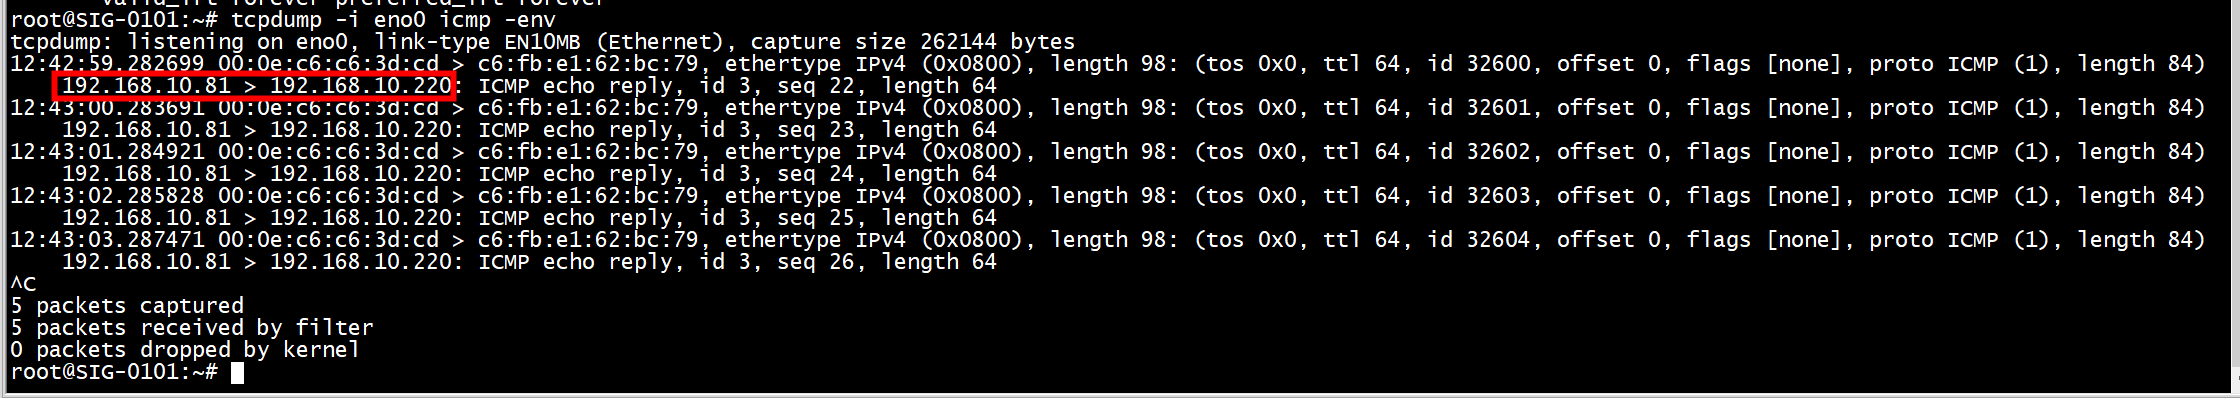 valid_lft forever preferred_lft forever
root@SIG-0101:~# tcpdump -i eno0 icmp -env
tcpdump: listening on eno0, link-type EN10MB (Ethernet), capture size 262144 bytes
12:42:59.282699 00:0e:c6:c6:3d:cd > c6:fb:e1:62:bc:79, ethertype IPv4 (0x0800), length 98: (tos 0x0, ttl 64, id 32600, offset 0, flags [none], proto ICMP (1), length 84)
192.168.10.81 > 192.168.10.220: ICMP echo reply, id 3, seq 22, length 64
12:43:00.283691 00:0e:c6:c6:3d:cd > c6:fb:e1:62:bc:79, ethertype IPv4 (0x0800), length 98: (tos 0x0, ttl 64, id 32601, offset 0, flags [none], proto ICMP (1), length 84)
192.168.10.81 > 192.168.10.220: ICMP echo reply, id 3, seq 23, length 64
12:43:01.284921 00:0e:c6:c6:3d:cd > c6:fb:e1:62:bc:79, ethertype IPv4 (0x0800), length 98: (tos 0x0, ttl 64, id 32602, offset 0, flags [none], proto ICMP (1), length 84)
192.168.10.81 > 192.168.10.220: ICMP echo reply, id 3, seq 24, length 64
12:43:02.285828 00:0e:c6:c6:3d:cd > c6:fb:e1:62:bc:79, ethertype IPv4 (0x0800), length 98: (tos 0x0, ttl 64, id 32603, offset 0, flags [none], proto ICMP (1), length 84)
192.168.10.81 > 192.168.10.220: ICMP echo reply, id 3, seq 25, length 64
12:43:03.287471 00:0e:c6:c6:3d:cd > c6:fb:e1:62:bc:79, ethertype IPv4 (0x0800), length 98: (tos 0x0, ttl 64, id 32604, offset 0, flags [none], proto ICMP (1), length 84)
192.168.10.81 > 192.168.10.220: ICMP echo reply, id 3, seq 26, length 64
^C
5 packets captured
5 packets received by filter
0 packets dropped by kernel
root@SIG-0101:~#